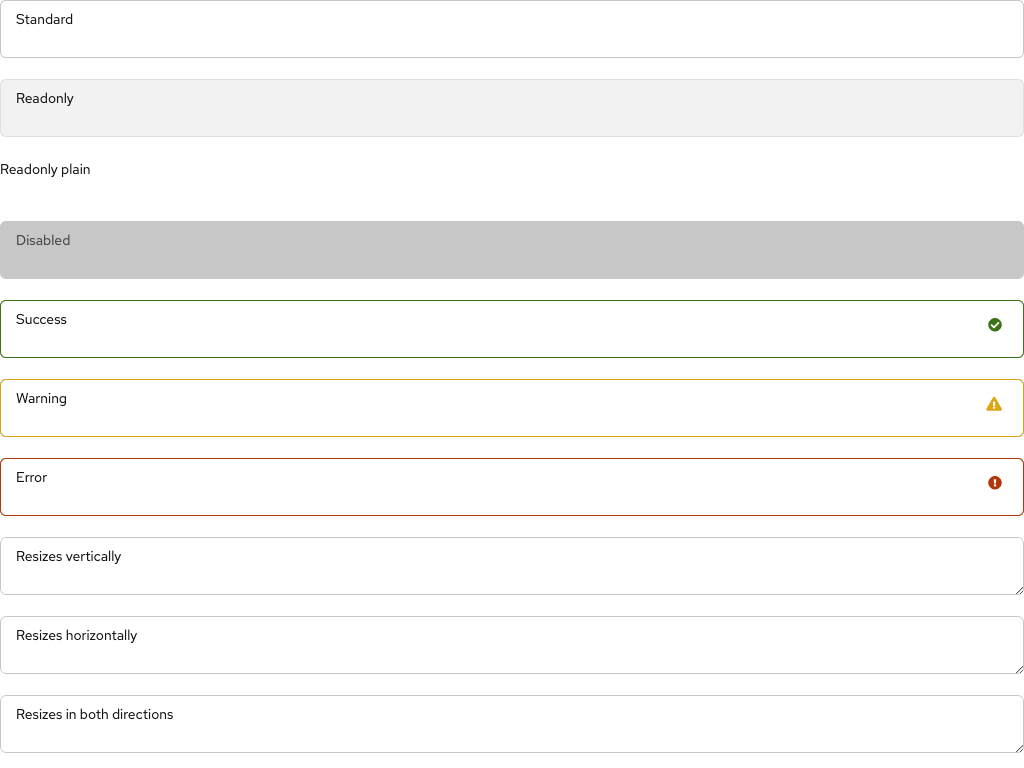 Standard
Readonly
Readonly plain
Disabled
Success
Warning
Error
Resizes vertically
Resizes horizontally
Resizes in both directions